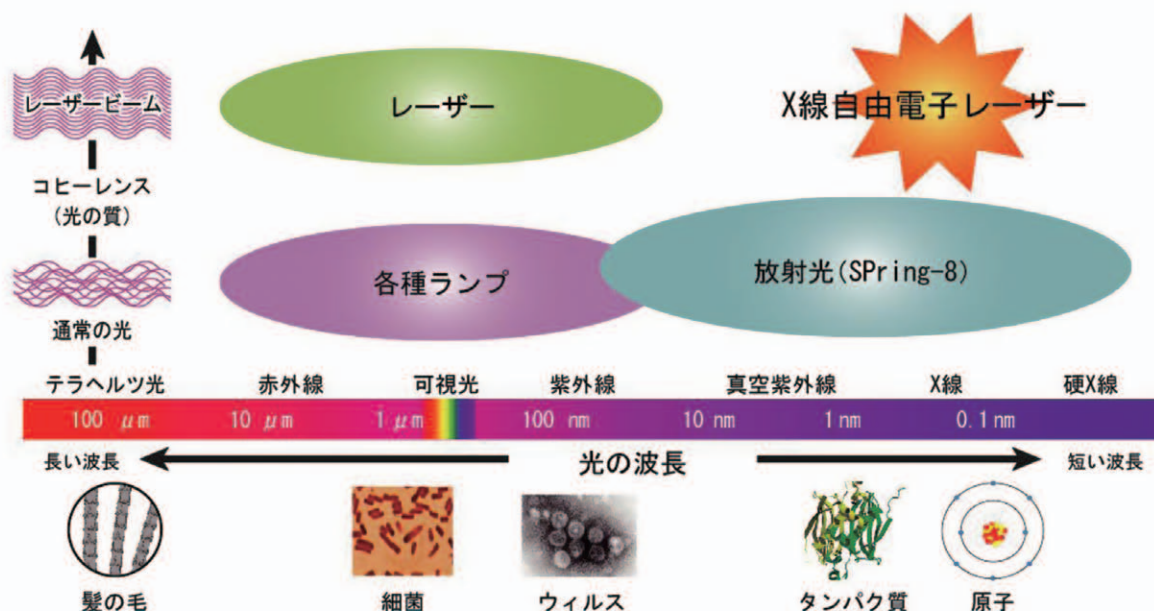 レーザービーム
レーザー
X線自由電子レーザー
コヒーレンス
(光の質)
各種ランプ
放射光(SPring-8)
通常の光
テラヘルツ光 赤外線 可視光 紫外線 真空紫外線 X線 硬X線
100 μm 10 μm 1 μm 100 nm 10 nm 1 nm 0.1 nm
長い波長 光の波長 短い波長
髪の毛 細菌 ウィルス タンパク質 原子